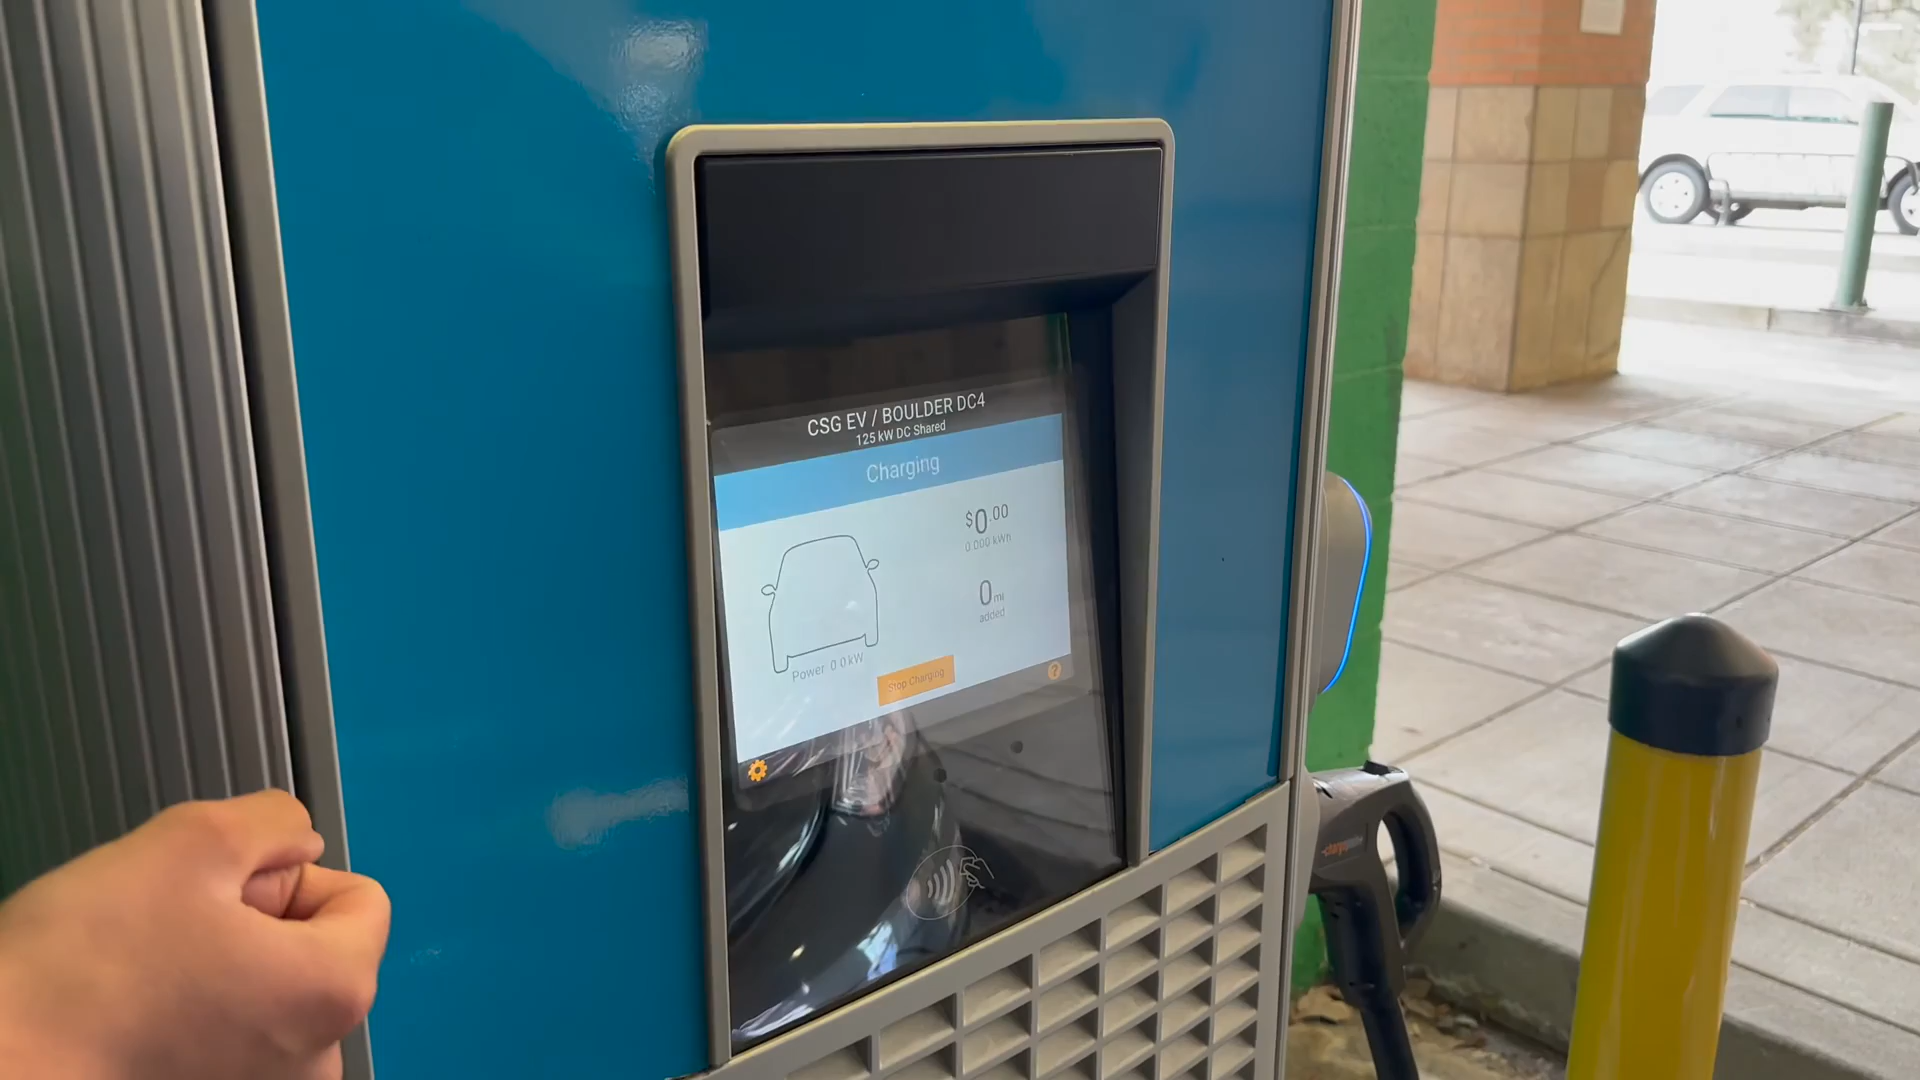 CSG EV / BOULDER DC4
125 kW DC Shared
Charging
$0.00
0.000 kWh
0 mi
added
Power 0.0 kW
Stop Charging
?
-chargepoint+